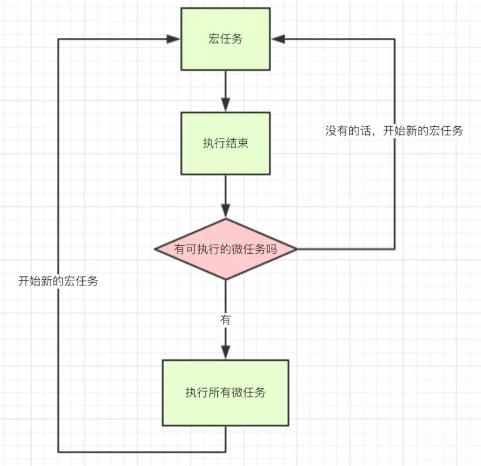 宏任务
没有的话，开始新的宏任务
执行结束
有可执行的微任务吗
开始新的宏任务
有
执行所有微任务